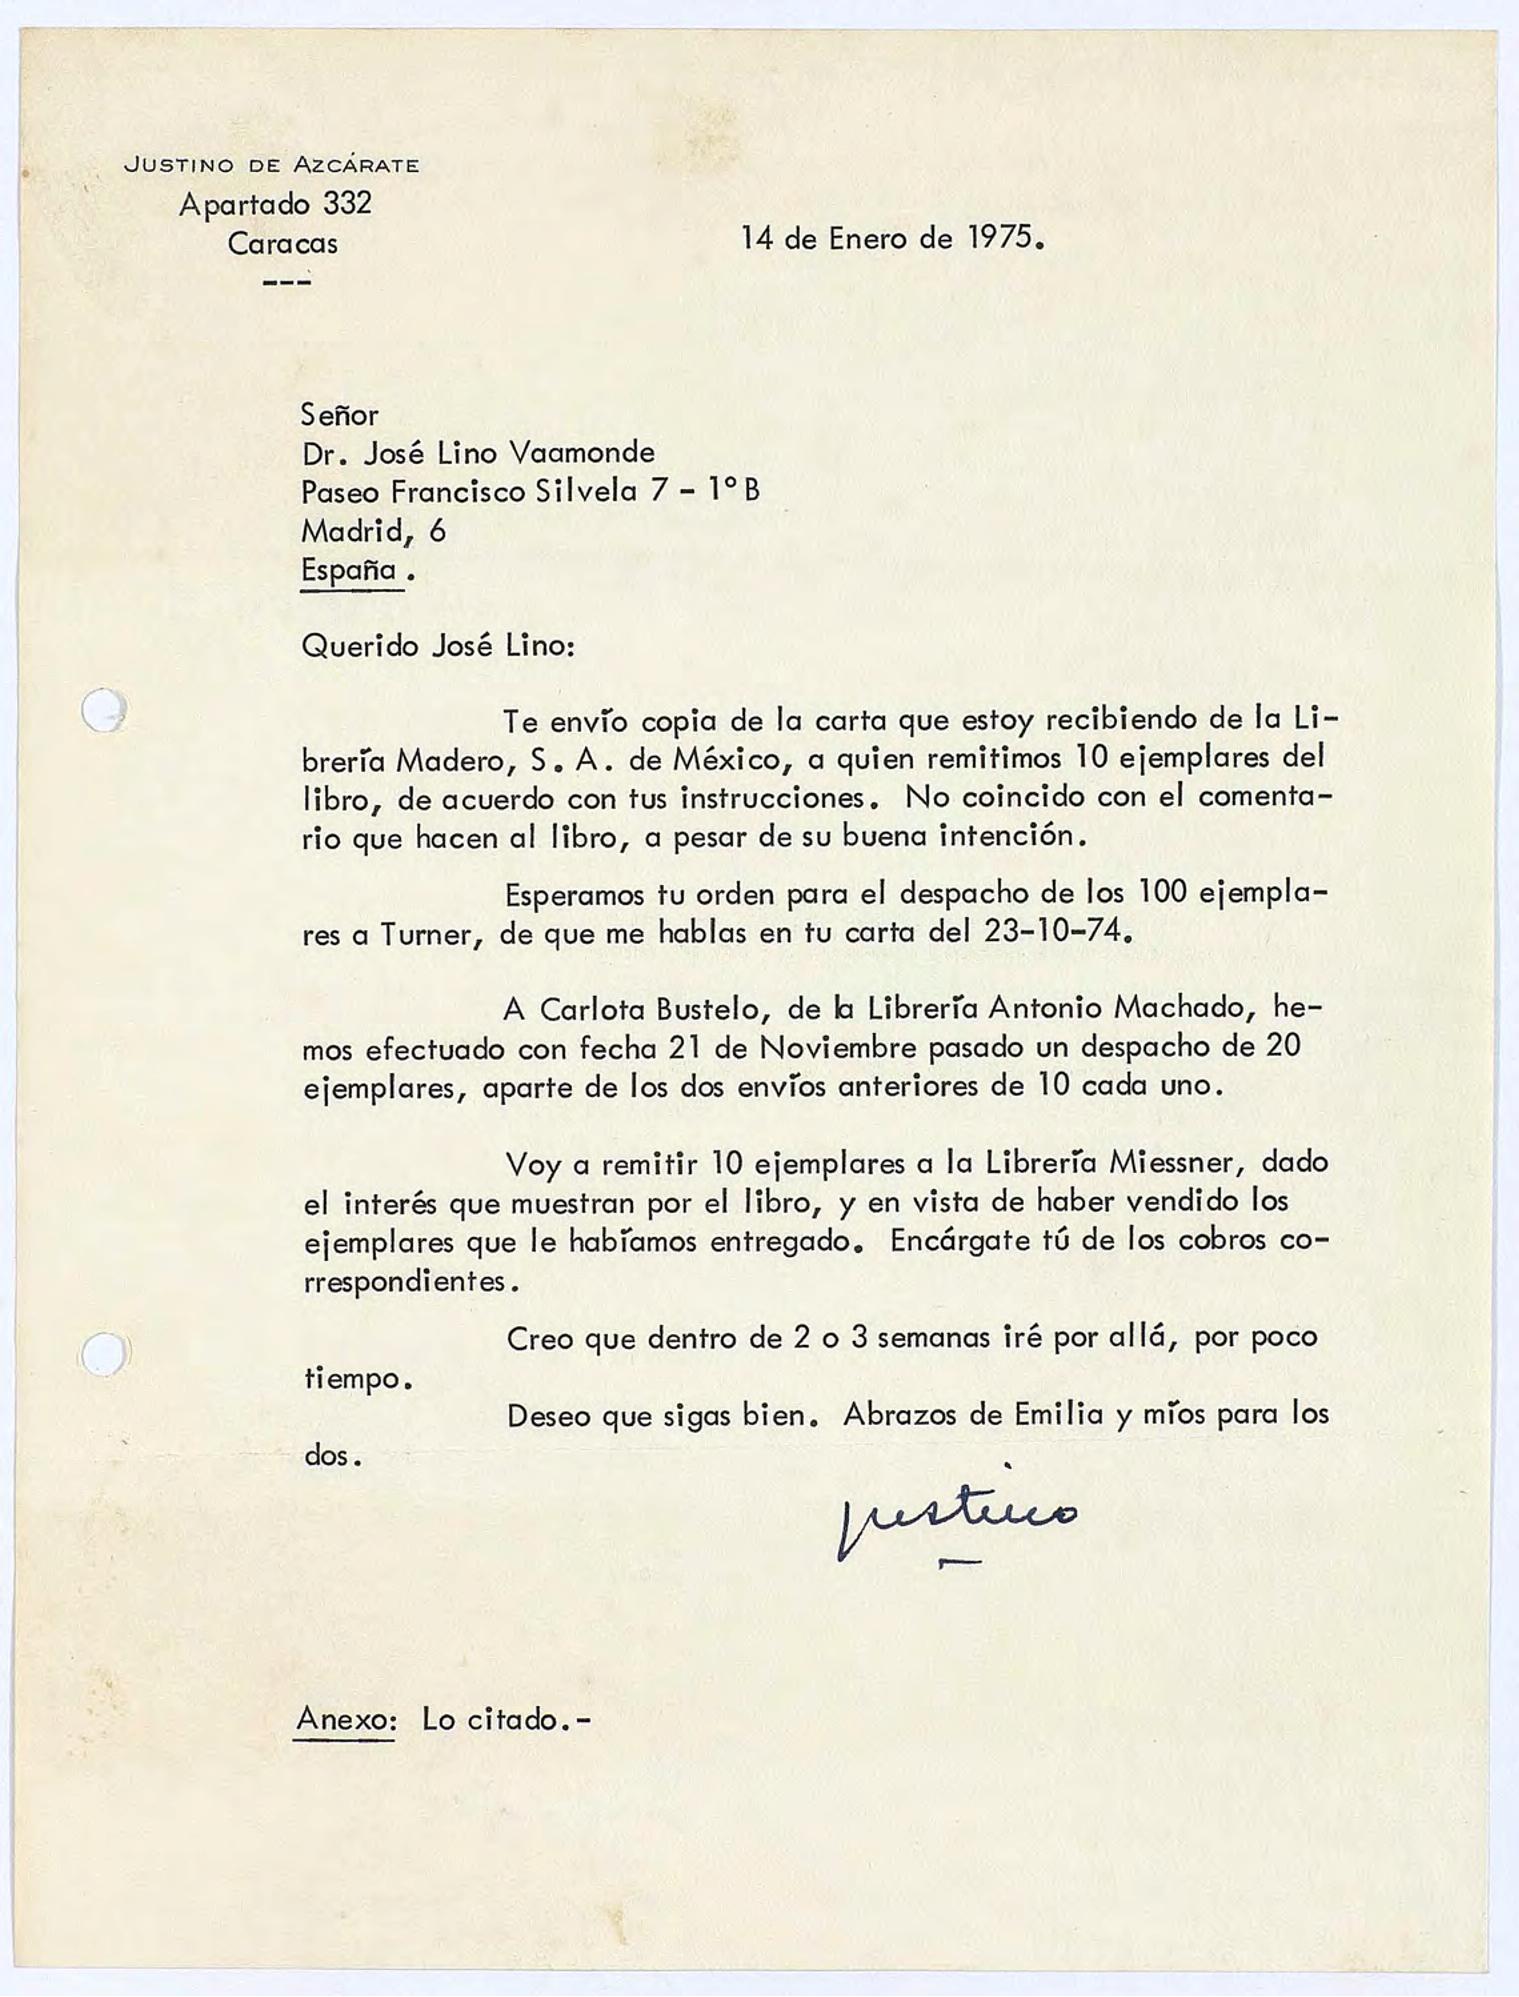 JUSTINO DE AZCÁRATE
Apartado 332
Caracas
---
14 de Enero de 1975.
Señor
Dr. José Lino Vaamonde
Paseo Francisco Silvela 7 - 1º B
Madrid, 6
España.
Querido José Lino:
Te envío copia de la carta que estoy recibiendo de la Li-
brería Madero, S. A. de México, a quien remitimos 10 ejemplares del
libro, de acuerdo con tus instrucciones. No coincido con el comenta-
rio que hacen al libro, a pesar de su buena intención.
Esperamos tu orden para el despacho de los 100 ejempla-
res a Turner, de que me hablas en tu carta del 23-10-74.
A Carlota Bustelo, de la Librería Antonio Machado, he-
mos efectuado con fecha 21 de Noviembre pasado un despacho de 20
ejemplares, aparte de los dos envíos anteriores de 10 cada uno.
Voy a remitir 10 ejemplares a la Librería Miessner, dado
el interés que muestran por el libro, y en vista de haber vendido los
ejemplares que le habíamos entregado. Encárgate tú de los cobros co-
rrespondientes.
Creo que dentro de 2 o 3 semanas iré por allá, por poco
tiempo.
Deseo que sigas bien. Abrazos de Emilia y míos para los
dos.
justino
Anexo: Lo citado.-